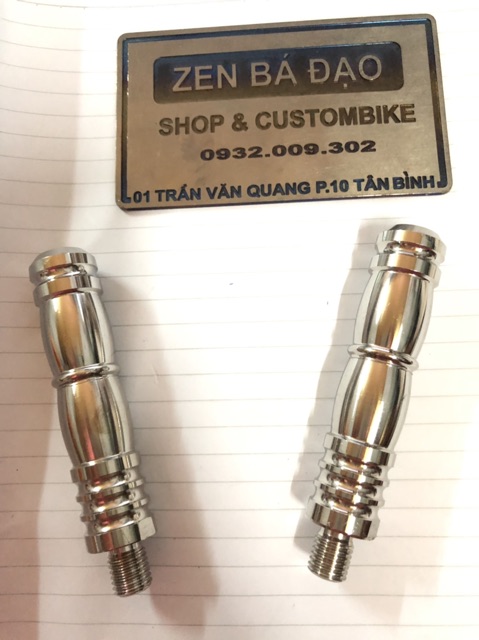 ZEN BÁ ĐẠO
SHOP & CUSTOMBIKE
0932.009.302
01 TRẦN VĂN QUANG P.10 TÂN BÌNH